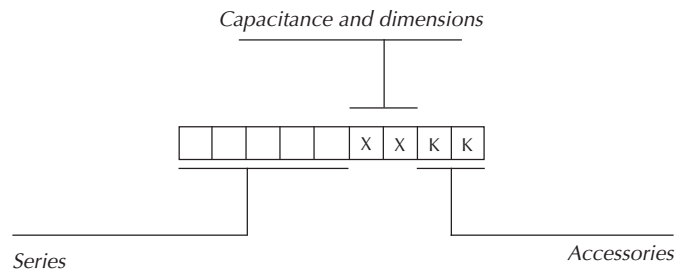 Capacitance and dimensions
X X K K
Series
Accessories